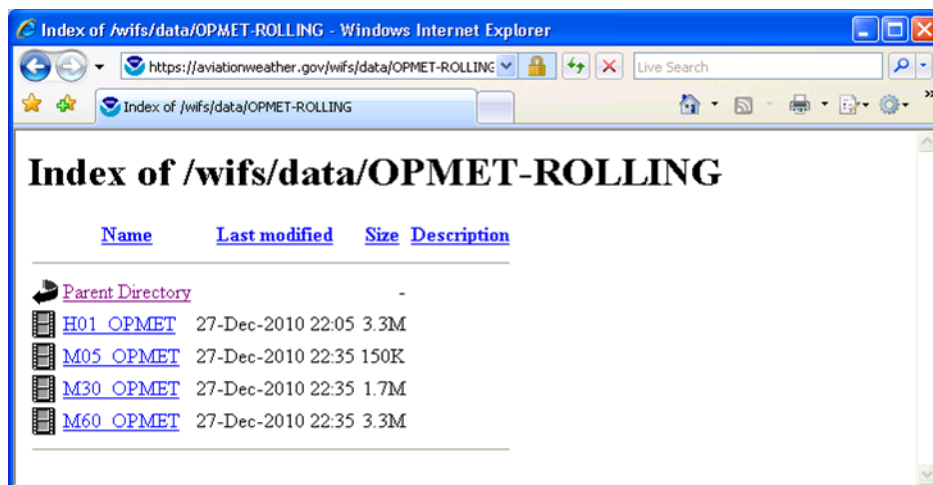 Index of /wifs/data/OPMET-ROLLING - Windows Internet Explorer
https://aviationweather.gov/wifs/data/OPMET-ROLLING
Live Search
Index of /wifs/data/OPMET-ROLLING
»
Index of /wifs/data/OPMET-ROLLING
Name Last modified Size Description
Parent Directory -
H01_OPMET 27-Dec-2010 22:05 3.3M
M05_OPMET 27-Dec-2010 22:35 150K
M30_OPMET 27-Dec-2010 22:35 1.7M
M60_OPMET 27-Dec-2010 22:35 3.3M